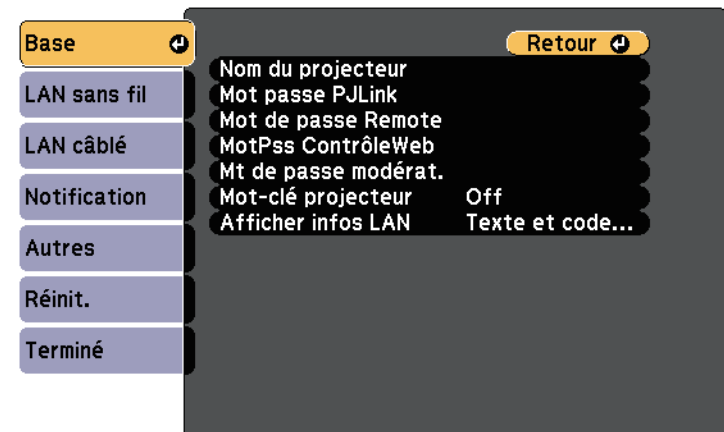 Base
LAN sans fil
LAN câblé
Notification
Autres
Réinit.
Terminé
Retour
Nom du projecteur
Mot passe PJLink
Mot de passe Remote
MotPss ContrôleWeb
Mt de passe modérat.
Mot-clé projecteur Off
Afficher infos LAN Texte et code...